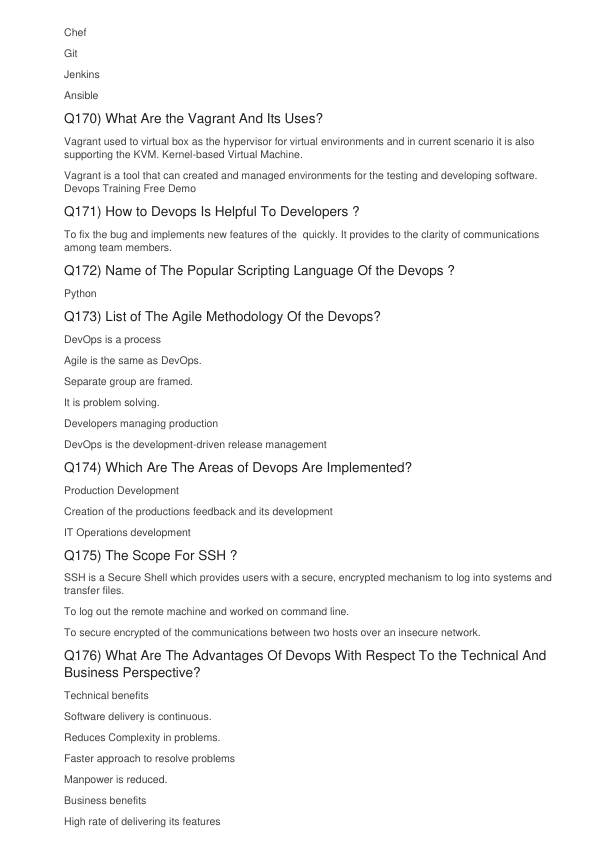 Chef
Git
Jenkins
Ansible
Q170) What Are the Vagrant And Its Uses?
Vagrant used to virtual box as the hypervisor for virtual environments and in current scenario it is also
supporting the KVM. Kernel-based Virtual Machine.
Vagrant is a tool that can created and managed environments for the testing and developing software.
Devops Training Free Demo
Q171) How to Devops Is Helpful To Developers ?
To fix the bug and implements new features of the  quickly. It provides to the clarity of communications
among team members.
Q172) Name of The Popular Scripting Language Of the Devops ?
Python
Q173) List of The Agile Methodology Of the Devops?
DevOps is a process
Agile is the same as DevOps.
Separate group are framed.
It is problem solving.
Developers managing production
DevOps is the development-driven release management
Q174) Which Are The Areas of Devops Are Implemented?
Production Development
Creation of the productions feedback and its development
IT Operations development
Q175) The Scope For SSH ?
SSH is a Secure Shell which provides users with a secure, encrypted mechanism to log into systems and
transfer files.
To log out the remote machine and worked on command line.
To secure encrypted of the communications between two hosts over an insecure network.
Q176) What Are The Advantages Of Devops With Respect To the Technical And
Business Perspective?
Technical benefits
Software delivery is continuous.
Reduces Complexity in problems.
Faster approach to resolve problems
Manpower is reduced.
Business benefits
High rate of delivering its features